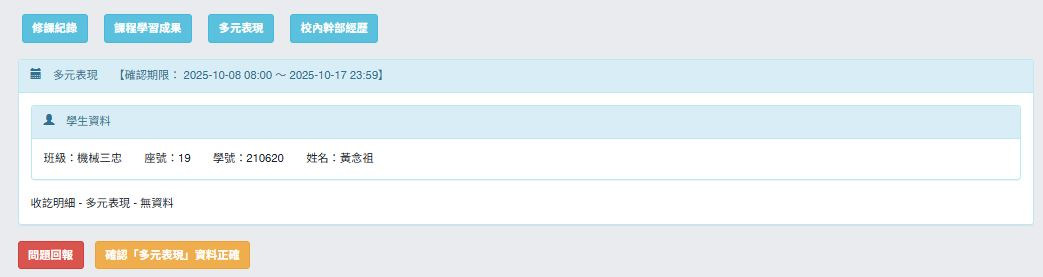 修課紀錄 課程學習成果 多元表現 校內幹部經歷
多元表現 【確認期限： 2025-10-08 08:00 ～ 2025-10-17 23:59】
學生資料
班級：機械三忠 座號：19 學號：210620 姓名：黃念祖
收訖明細 - 多元表現 - 無資料
問題回報 確認「多元表現」資料正確